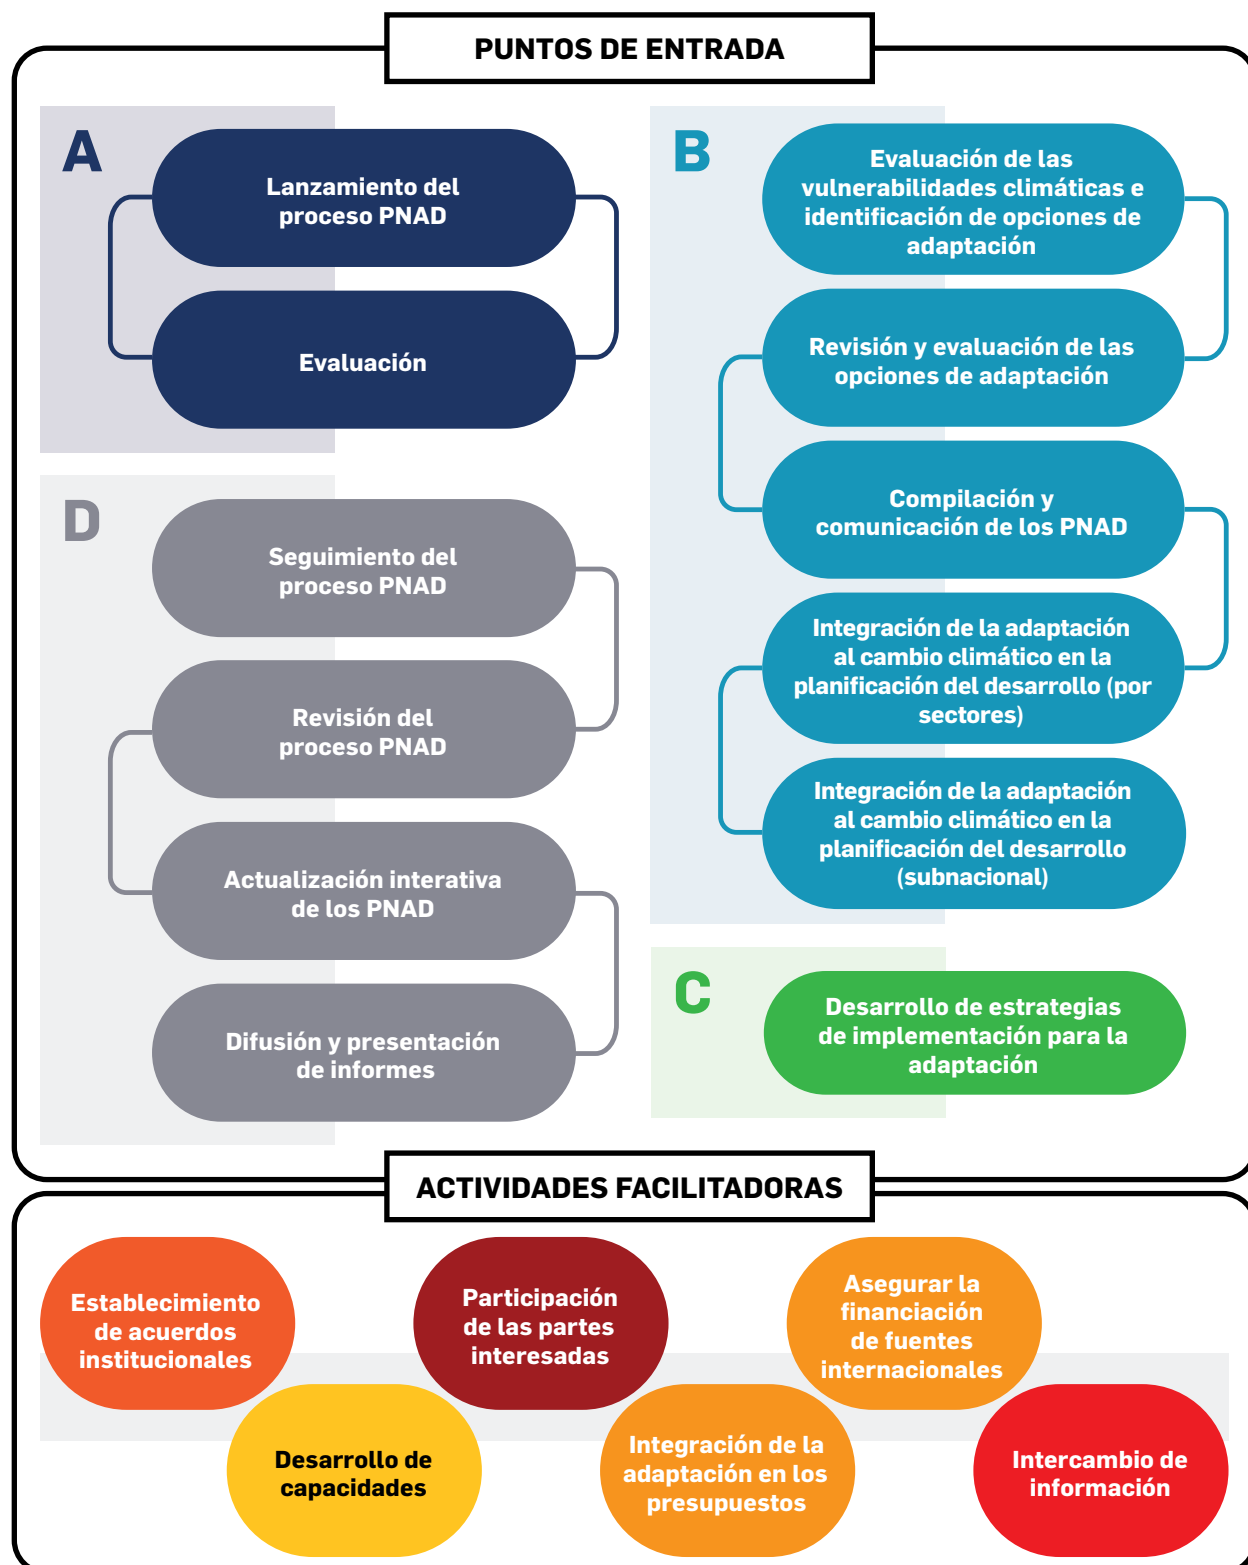 PUNTOS DE ENTRADA
A
Lanzamiento del
proceso PNAD
Evaluación
B
Evaluación de las
vulnerabilidades climáticas e
identificación de opciones de
adaptación
Revisión y evaluación de las
opciones de adaptación
Compilación y
comunicación de los PNAD
Integración de la adaptación
al cambio climático en la
planificación del desarrollo (por
sectores)
Integración de la adaptación
al cambio climático en la
planificación del desarrollo
(subnacional)
C
Desarrollo de estrategias
de implementación para la
adaptación
D
Seguimiento del
proceso PNAD
Revisión del
proceso PNAD
Actualización interativa
de los PNAD
Difusión y presentación
de informes
ACTIVIDADES FACILITADORAS
Establecimiento
de acuerdos
institucionales
Desarrollo de
capacidades
Participación
de las partes
interesadas
Integración de la
adaptación en los
presupuestos
Asegurar la
financiación
de fuentes
internacionales
Intercambio de
información